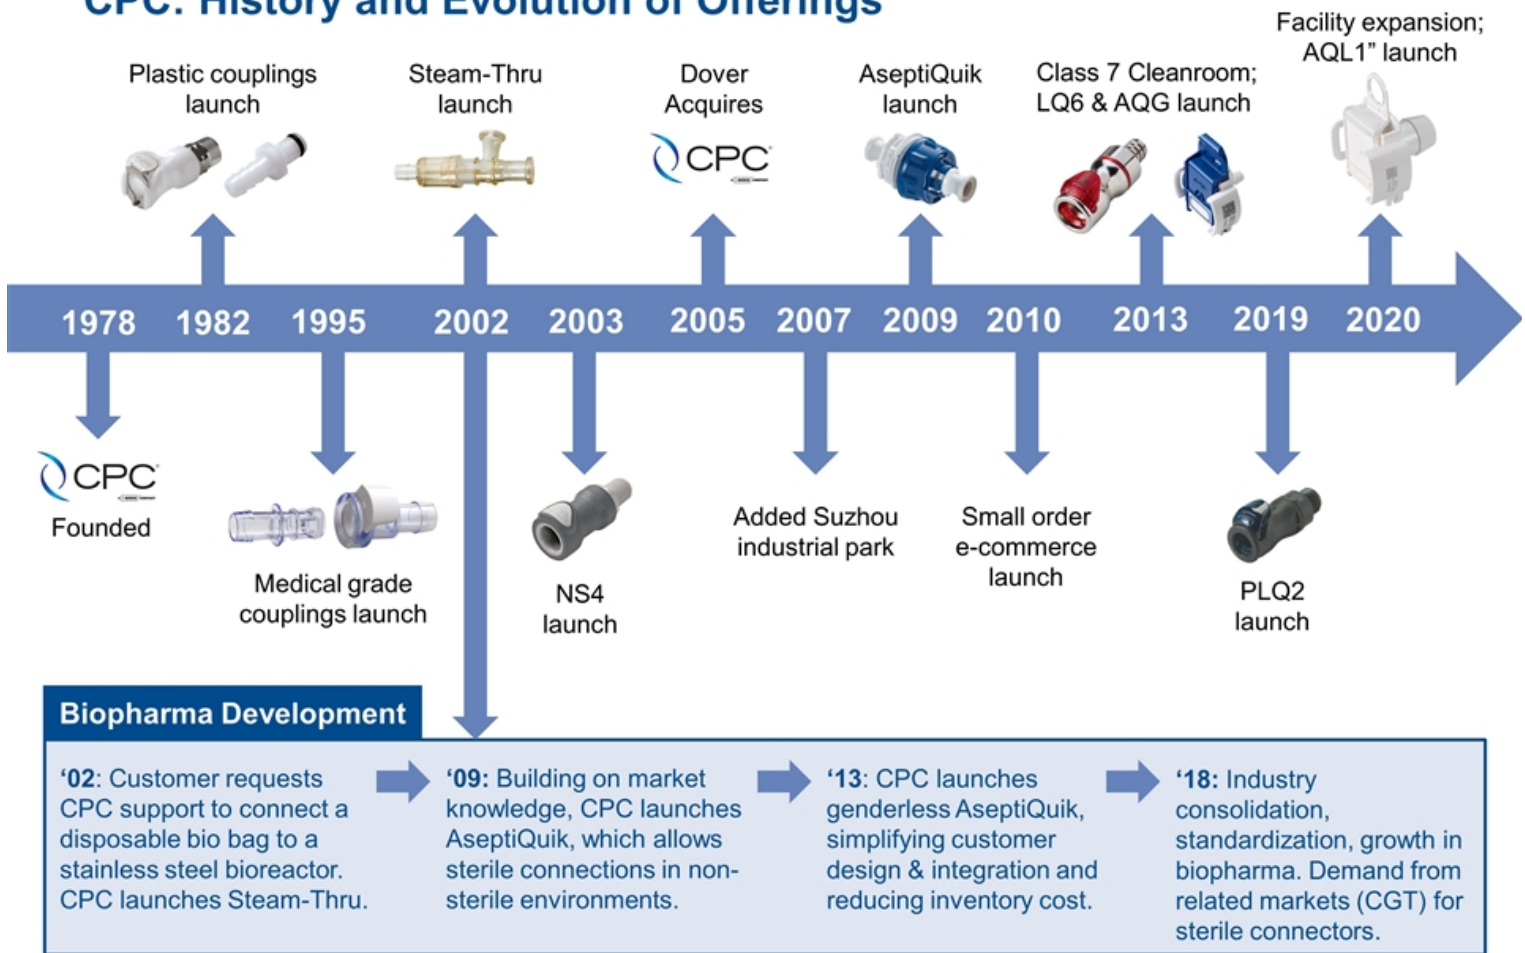 CPC: History and Evolution of Offerings
Facility expansion;
AQL1” launch
Plastic couplings
launch
Steam-Thru
launch
Dover
Acquires
CPC
AseptiQuik
launch
Class 7 Cleanroom;
LQ6 & AQG launch
1978 1982 1995 2002 2003 2005 2007 2009 2010 2013 2019 2020
CPC
Founded
Medical grade
couplings launch
NS4
launch
Added Suzhou
industrial park
Small order
e-commerce
launch
PLQ2
launch
Biopharma Development
‘02: Customer requests
CPC support to connect a
disposable bio bag to a
stainless steel bioreactor.
CPC launches Steam-Thru.
‘09: Building on market
knowledge, CPC launches
AseptiQuik, which allows
sterile connections in non-
sterile environments.
‘13: CPC launches
genderless AseptiQuik,
simplifying customer
design & integration and
reducing inventory cost.
‘18: Industry
consolidation,
standardization, growth in
biopharma. Demand from
related markets (CGT) for
sterile connectors.